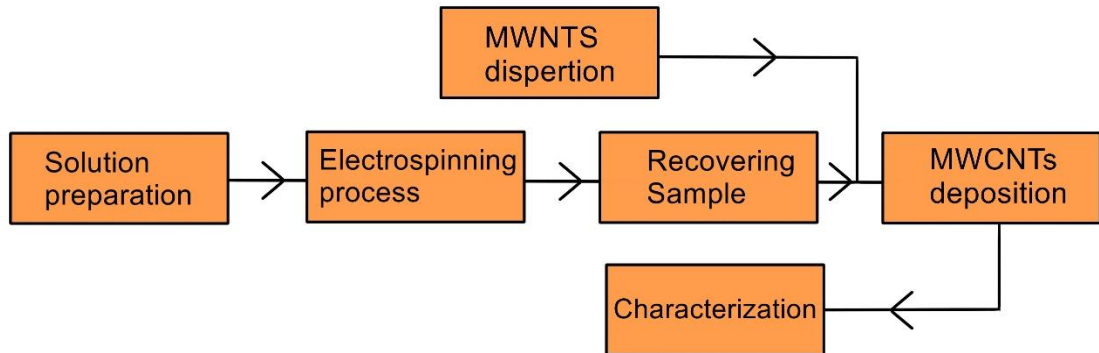 MWNTS
dispertion
Solution
preparation
Electrospinning
process
Recovering
Sample
MWCNTs
deposition
Characterization